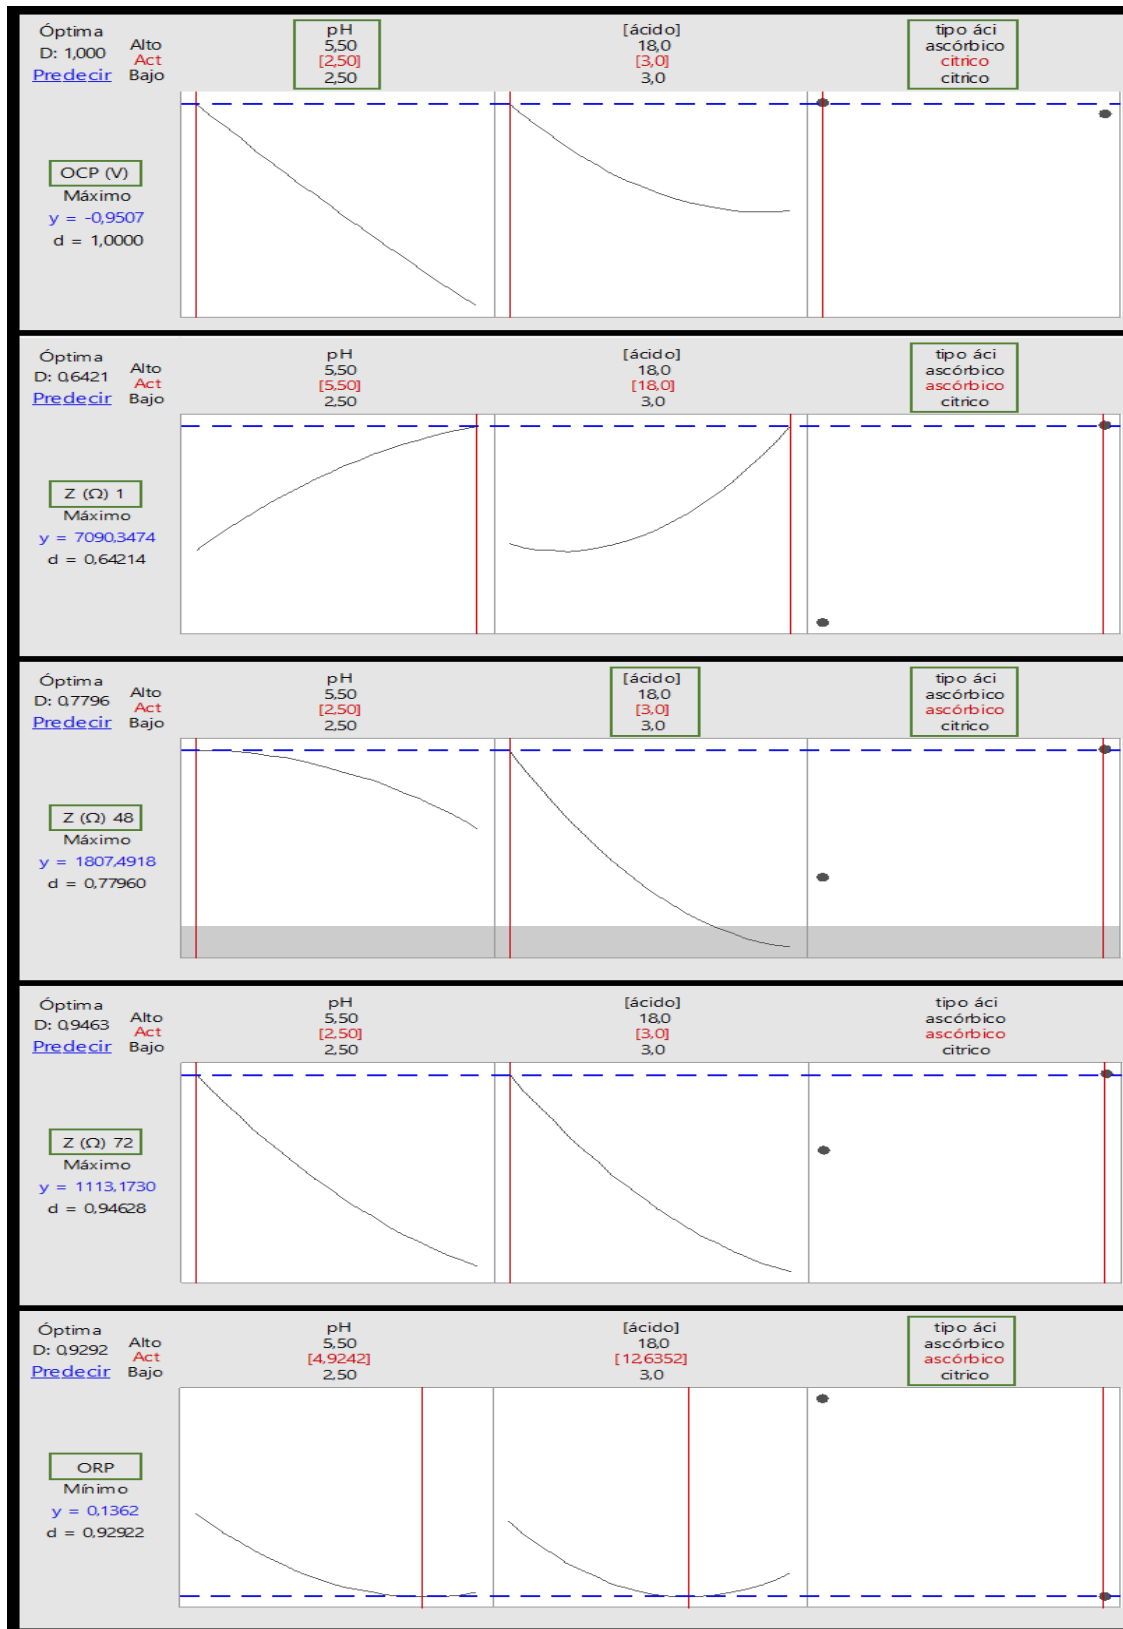 Óptima
D: 1,000
Predecir
Alto
Act
Bajo
pH
5,50
[2,50]
2,50
[ácido]
18,0
[3,0]
3,0
tipo áci
ascórbico
citrico
citrico
OCP (V)
Máximo
y = -0,9507
d = 1,0000
Óptima
D: 0,6421
Predecir
Alto
Act
Bajo
pH
5,50
[5,50]
2,50
[ácido]
18,0
[18,0]
3,0
tipo áci
ascórbico
ascórbico
citrico
Z (Ω) 1
Máximo
y = 7090,3474
d = 0,64214
Óptima
D: 0,7796
Predecir
Alto
Act
Bajo
pH
5,50
[2,50]
2,50
[ácido]
18,0
[3,0]
3,0
tipo áci
ascórbico
ascórbico
citrico
Z (Ω) 48
Máximo
y = 1807,4918
d = 0,77960
Óptima
D: 0,9463
Predecir
Alto
Act
Bajo
pH
5,50
[2,50]
2,50
[ácido]
18,0
[3,0]
3,0
tipo áci
ascórbico
ascórbico
citrico
Z (Ω) 72
Máximo
y = 1113,1730
d = 0,94628
Óptima
D: 0,9292
Predecir
Alto
Act
Bajo
pH
5,50
[4,9242]
2,50
[ácido]
18,0
[12,6352]
3,0
tipo áci
ascórbico
ascórbico
citrico
ORP
Mínimo
y = 0,1362
d = 0,92922